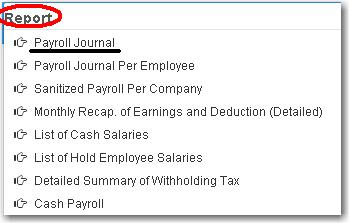 Report
Payroll Journal
Payroll Journal Per Employee
Sanitized Payroll Per Company
Monthly Recap. of Earnings and Deduction (Detailed)
List of Cash Salaries
List of Hold Employee Salaries
Detailed Summary of Withholding Tax
Cash Payroll